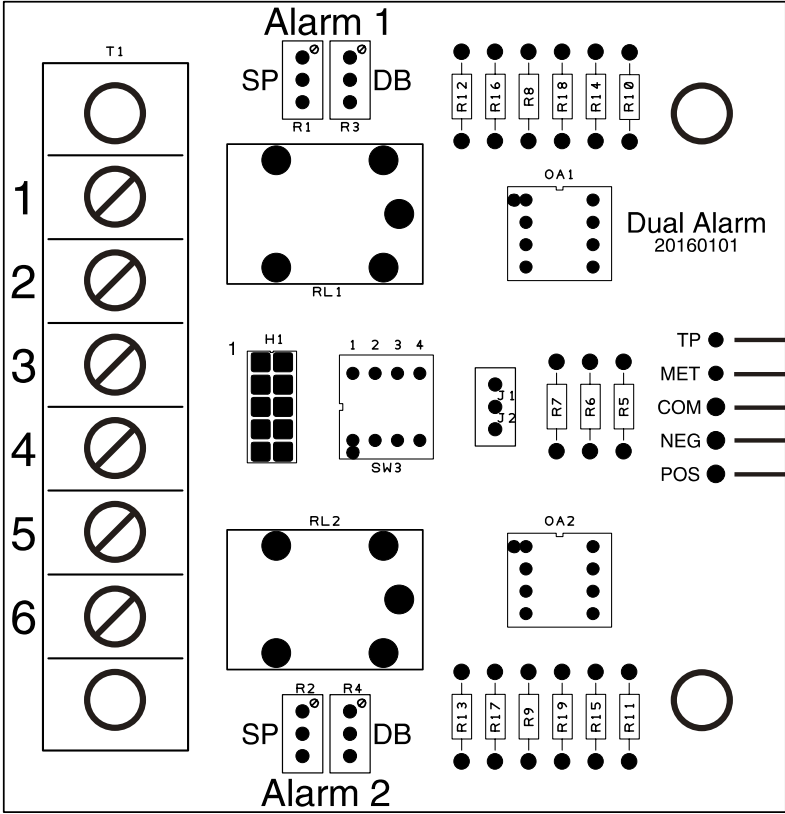 Alarm 1
T1
SP
DB
R1 R3
R12 R16 R8 R18 R14 R10
1
2
3
4
5
6
RL1
OA1
Dual Alarm
20160101
1
H1
1 2 3 4
SW3
J1
J2
R7 R6 R5
TP
MET
COM
NEG
POS
RL2
OA2
R2 R4
SP
DB
R13 R17 R9 R19 R15 R11
Alarm 2